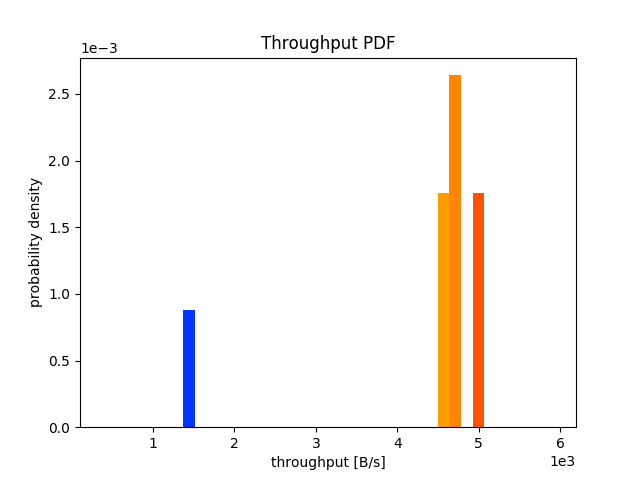 Throughput PDF
1e−3
2.5
2.0
1.5
1.0
0.5
0.0
probability density
1 2 3 4 5 6
1e3
throughput [B/s]